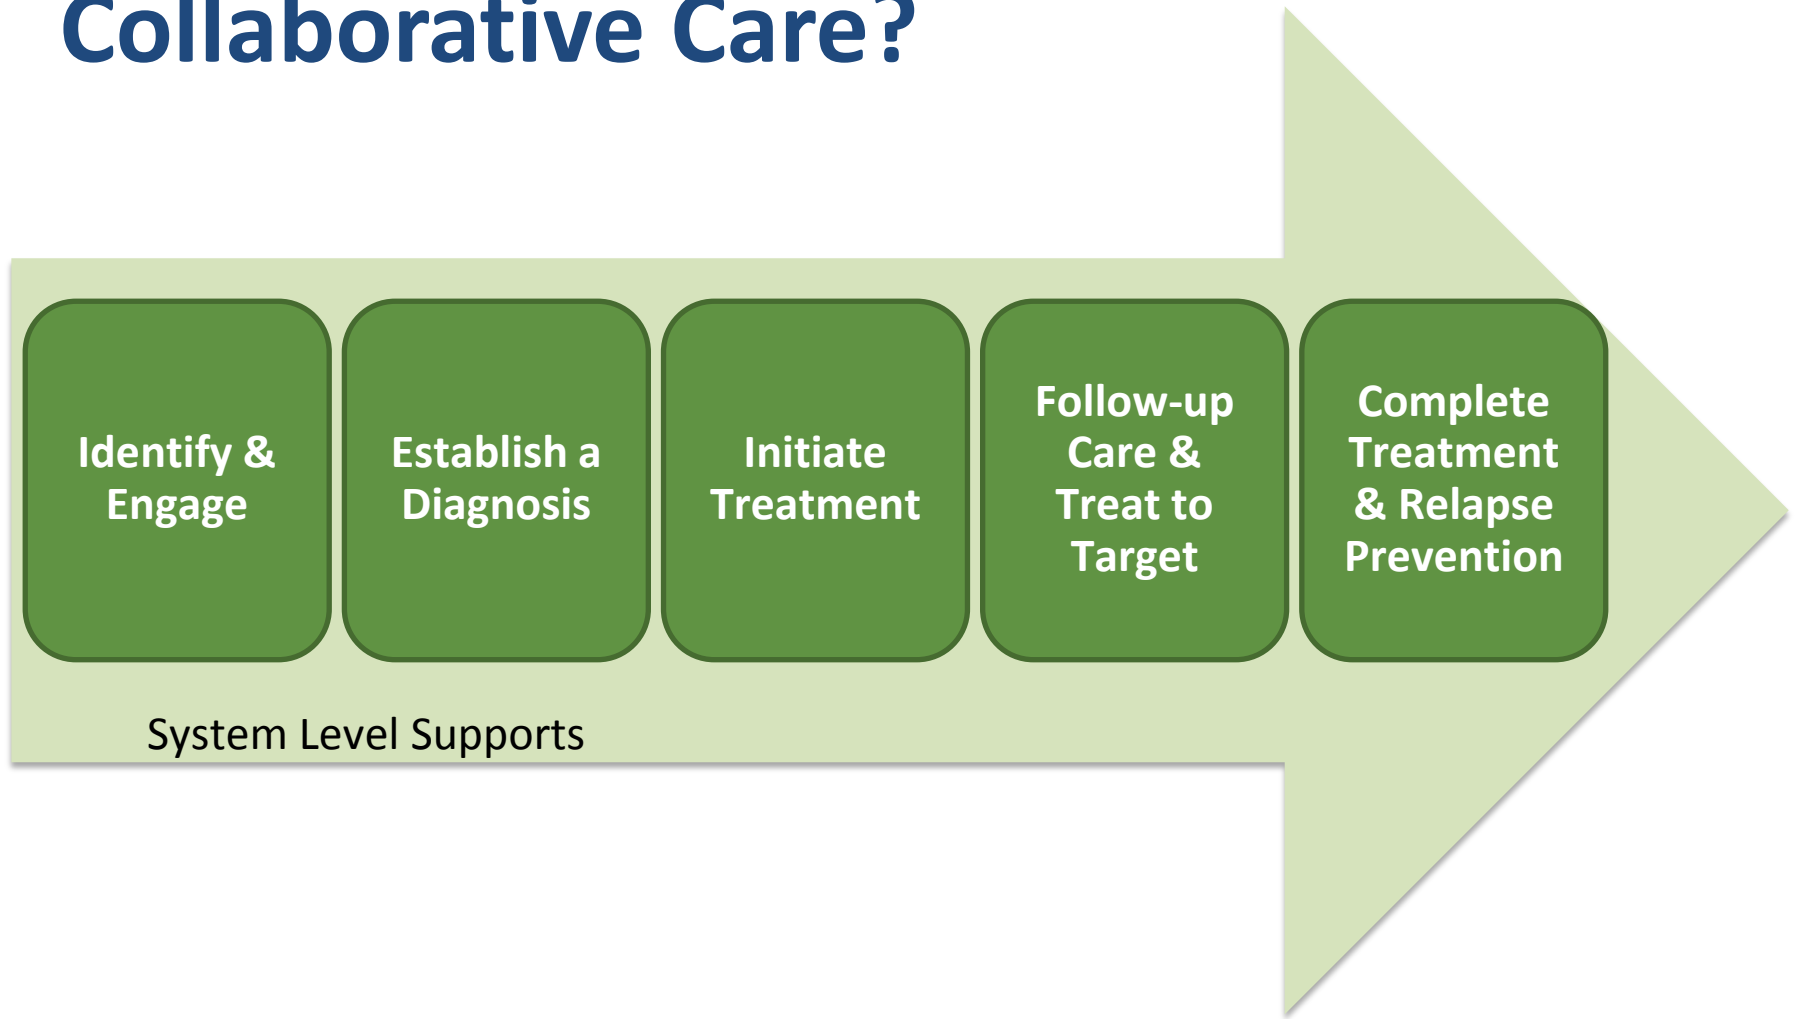 Collaborative Care?
Identify &
Engage
Establish a
Diagnosis
Initiate
Treatment
Follow-up
Care &
Treat to
Target
Complete
Treatment
& Relapse
Prevention
System Level Supports